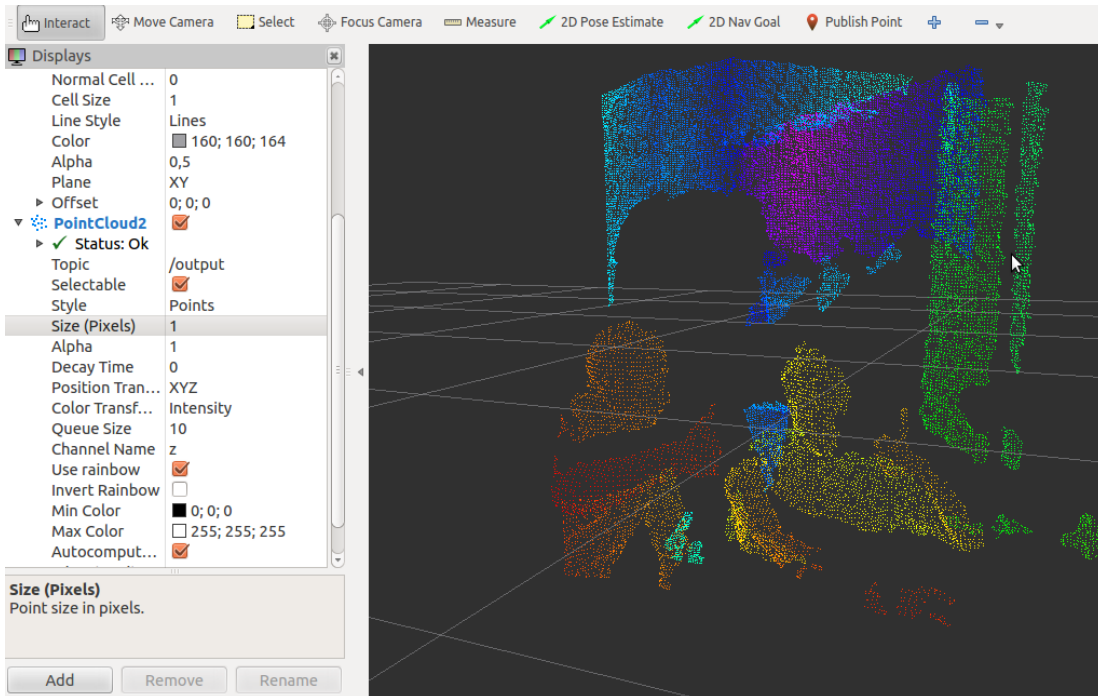 Interact Move Camera Select Focus Camera Measure 2D Pose Estimate 2D Nav Goal Publish Point
Displays
Normal Cell ... 0
Cell Size 1
Line Style Lines
Color 160; 160; 164
Alpha 0,5
Plane XY
Offset 0; 0; 0
PointCloud2
Status: Ok
Topic /output
Selectable
Style Points
Size (Pixels) 1
Alpha 1
Decay Time 0
Position Tran... XYZ
Color Transf... Intensity
Queue Size 10
Channel Name z
Use rainbow
Invert Rainbow
Min Color 0; 0; 0
Max Color 255; 255; 255
Autocomput...
Size (Pixels)
Point size in pixels.
Add Remove Rename